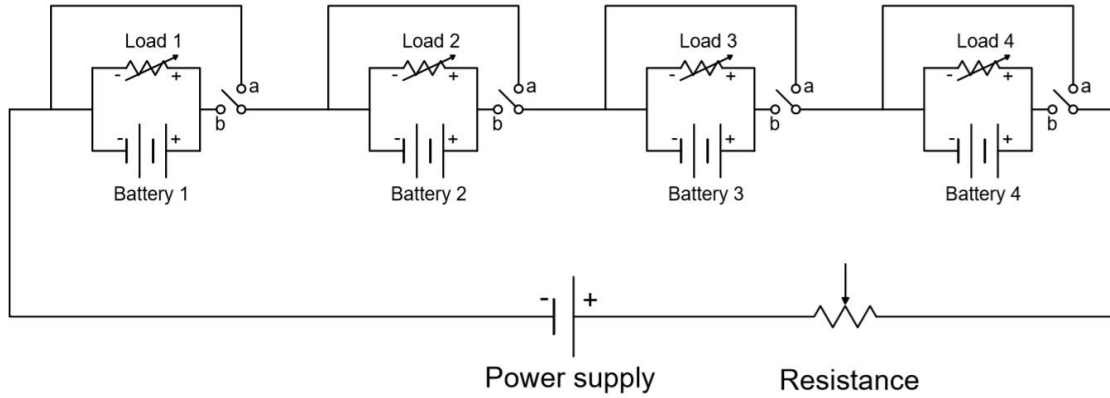 Load 1
- +
a
b
- +
Battery 1
Load 2
- +
a
b
- +
Battery 2
Load 3
- +
a
b
- +
Battery 3
Load 4
- +
a
b
- +
Battery 4
- +
Power supply
Resistance